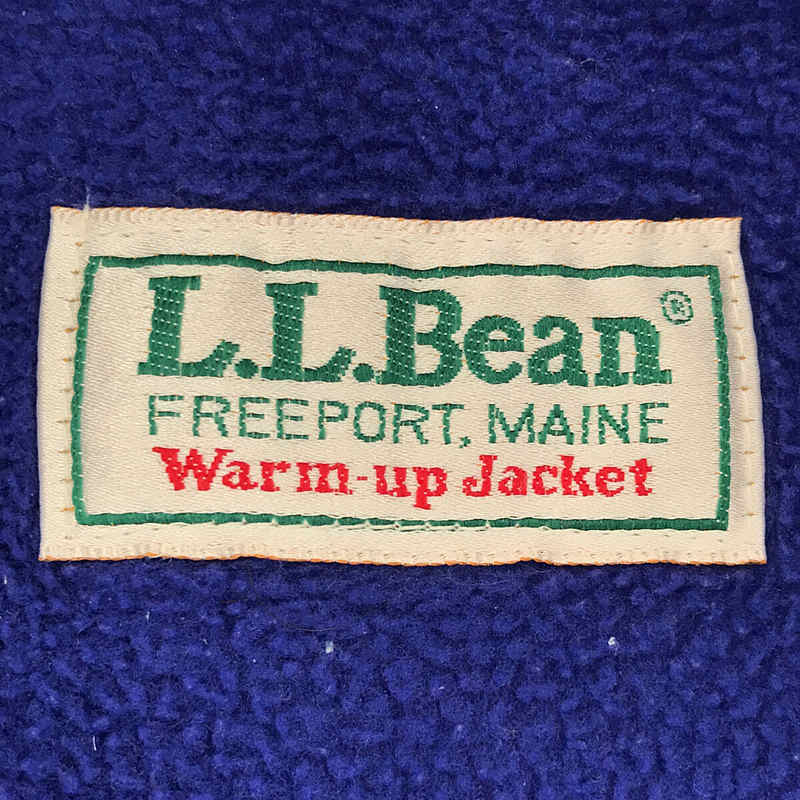 L.L.Bean®
FREEPORT, MAINE
Warm-up Jacket